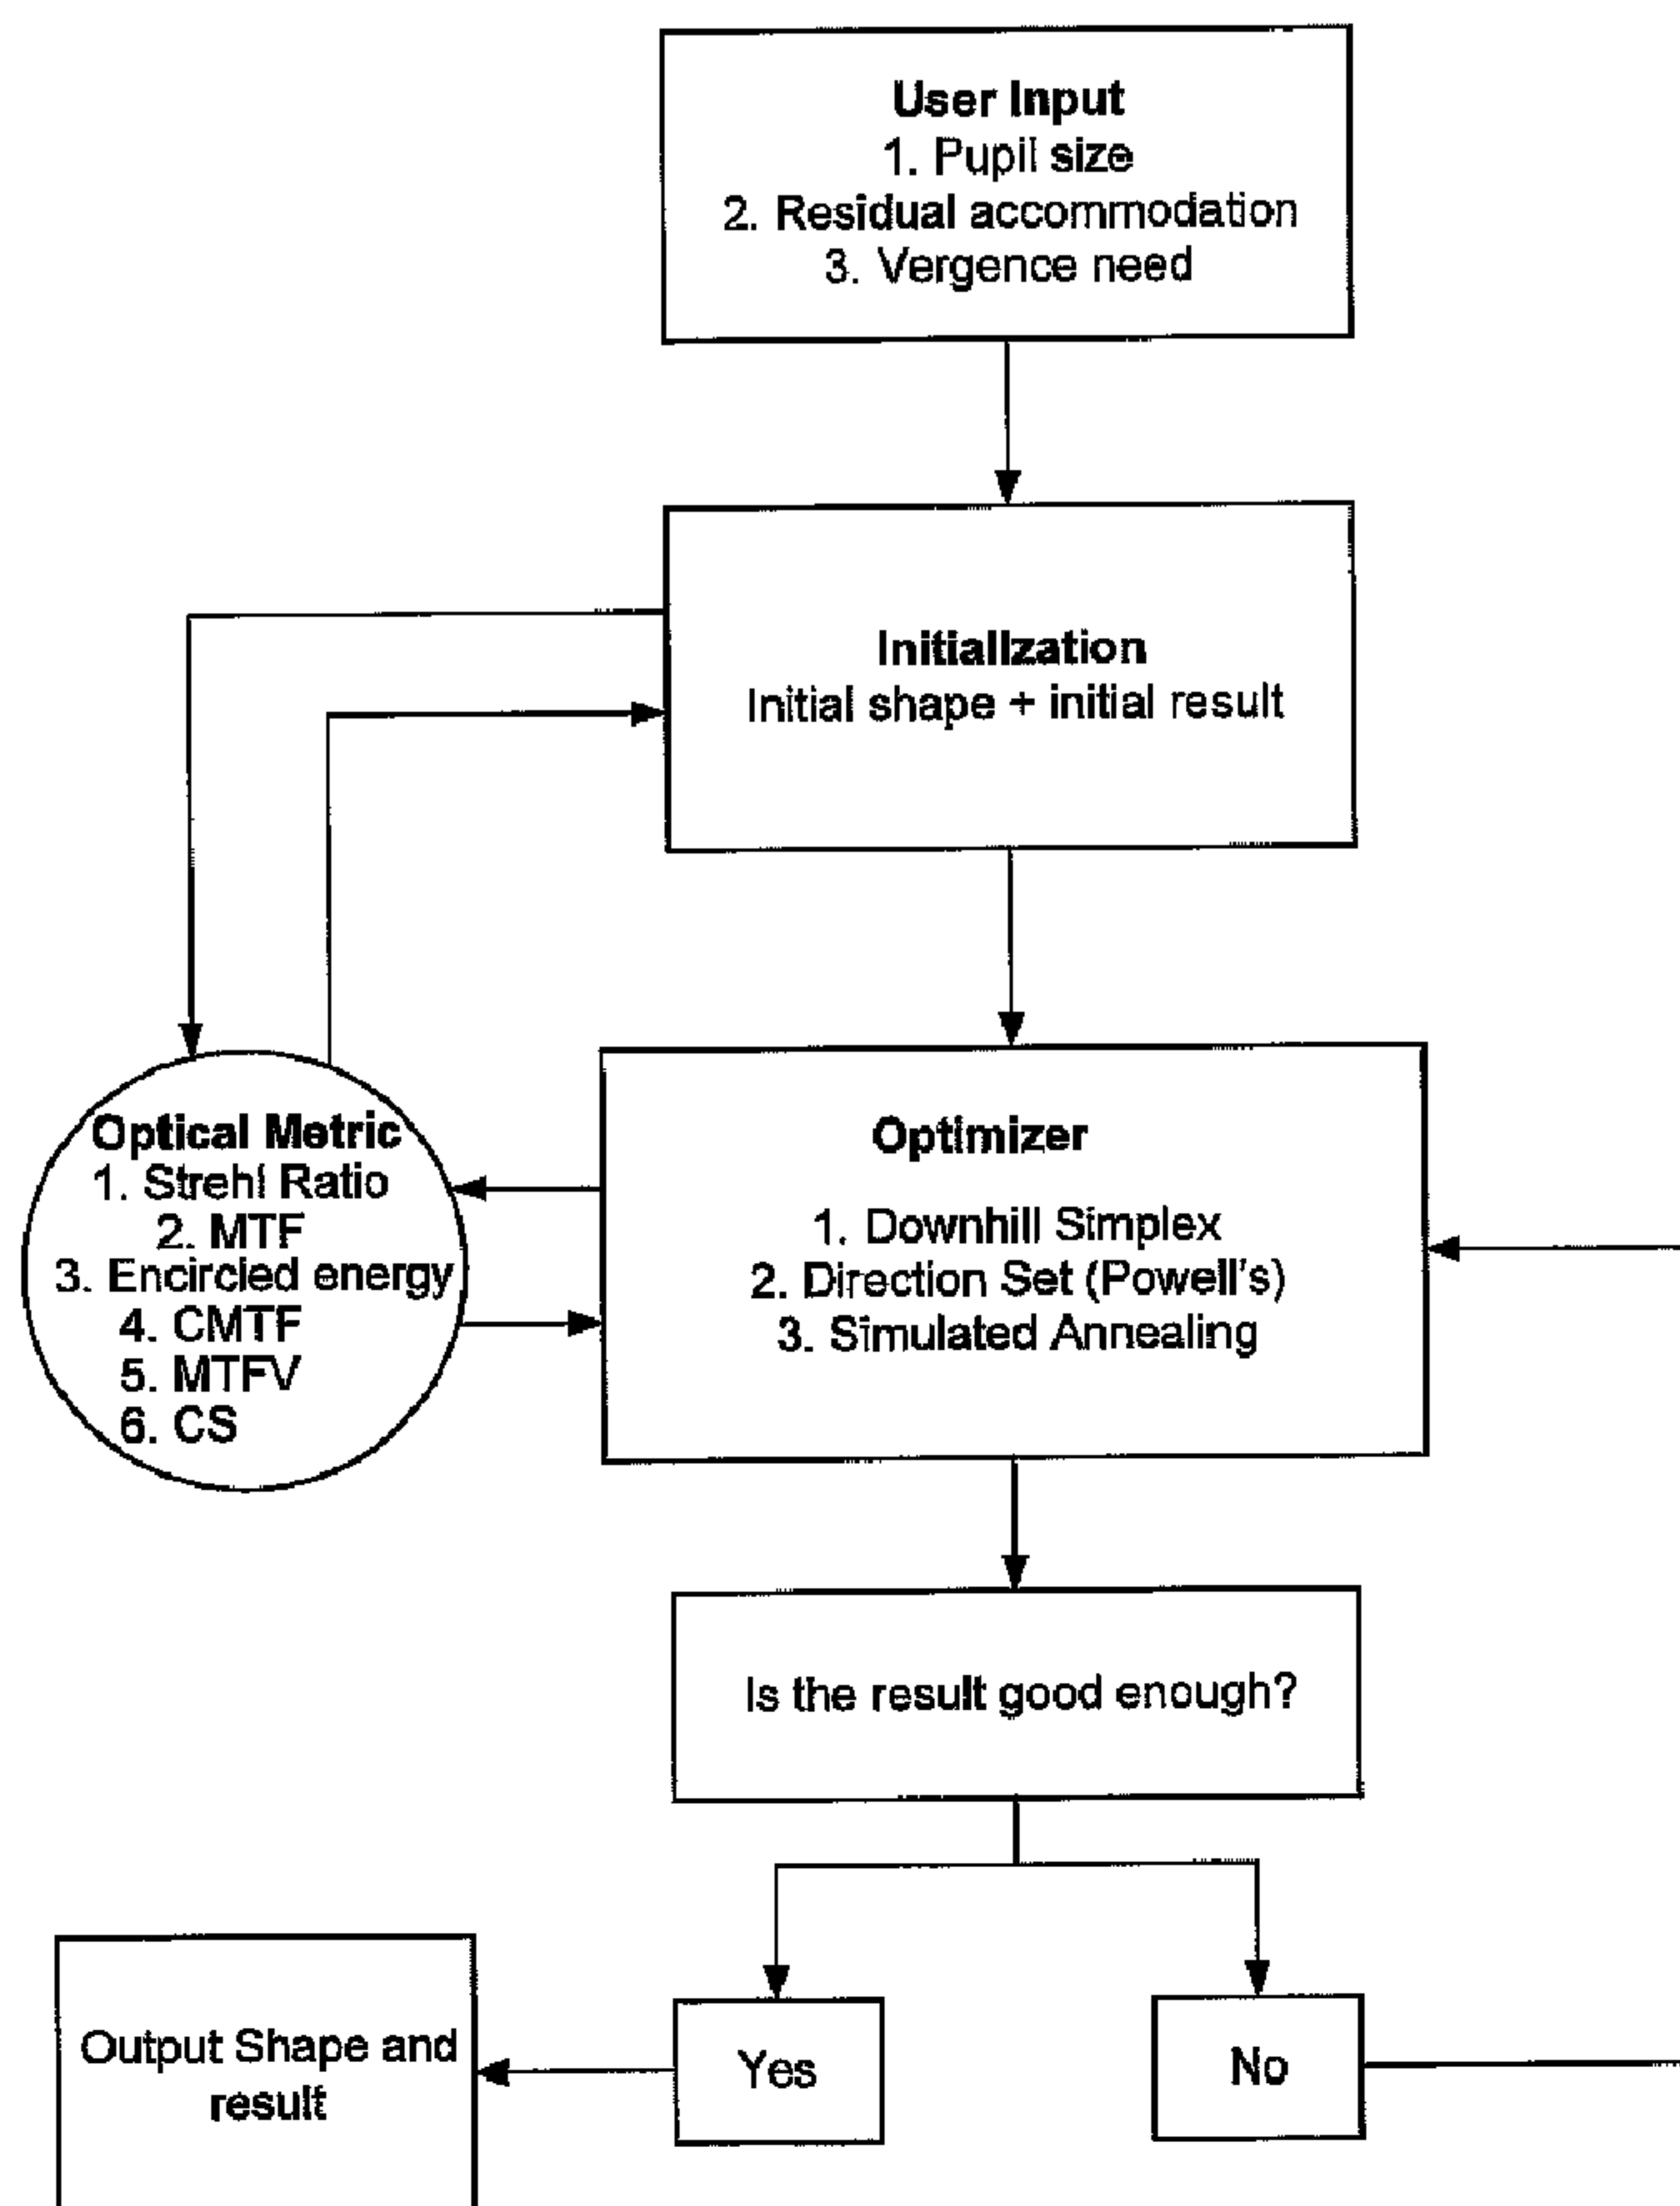 User Input
1. Pupil size
2. Residual accommodation
3. Vergence need
Initialization
Initial shape + initial result
Optical Metric
1. Strehl Ratio
2. MTF
3. Encircled energy
4. CMTF
5. MTFV
6. CS
Optimizer
1. Downhill Simplex
2. Direction Set (Powell's)
3. Simulated Annealing
Is the result good enough?
Output Shape and
result
Yes
No